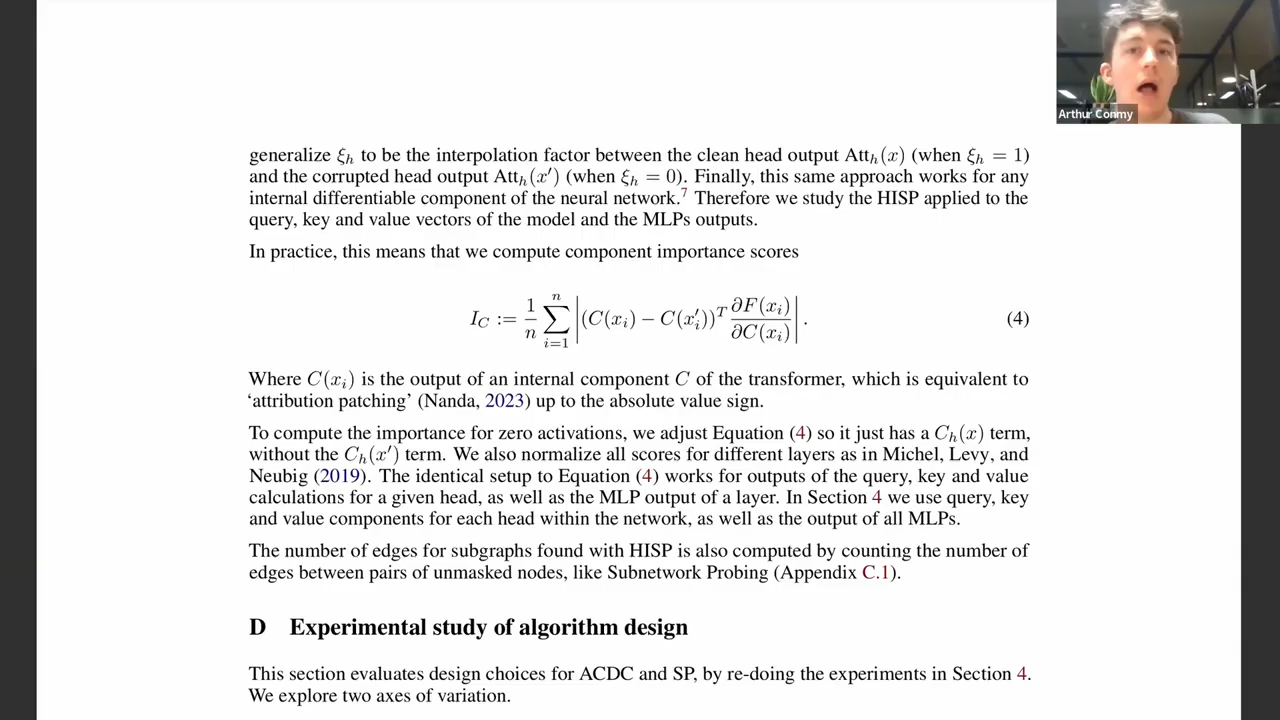 Arthur Conmy
generalize ξₕ to be the interpolation factor between the clean head output Attₕ(x) (when ξₕ = 1)
and the corrupted head output Attₕ(x′) (when ξₕ = 0). Finally, this same approach works for any
internal differentiable component of the neural network.⁷ Therefore we study the HISP applied to the
query, key and value vectors of the model and the MLPs outputs.
In practice, this means that we compute component importance scores
I_C := 1/n ∑_{i=1}^{n} |(C(x_i) − C(x′_i))^T ∂F(x_i)/∂C(x_i)| . (4)
Where C(x_i) is the output of an internal component C of the transformer, which is equivalent to
‘attribution patching’ (Nanda, 2023) up to the absolute value sign.
To compute the importance for zero activations, we adjust Equation (4) so it just has a Cₕ(x) term,
without the Cₕ(x′) term. We also normalize all scores for different layers as in Michel, Levy, and
Neubig (2019). The identical setup to Equation (4) works for outputs of the query, key and value
calculations for a given head, as well as the MLP output of a layer. In Section 4 we use query, key
and value components for each head within the network, as well as the output of all MLPs.
The number of edges for subgraphs found with HISP is also computed by counting the number of
edges between pairs of unmasked nodes, like Subnetwork Probing (Appendix C.1).
D Experimental study of algorithm design
This section evaluates design choices for ACDC and SP, by re-doing the experiments in Section 4.
We explore two axes of variation.